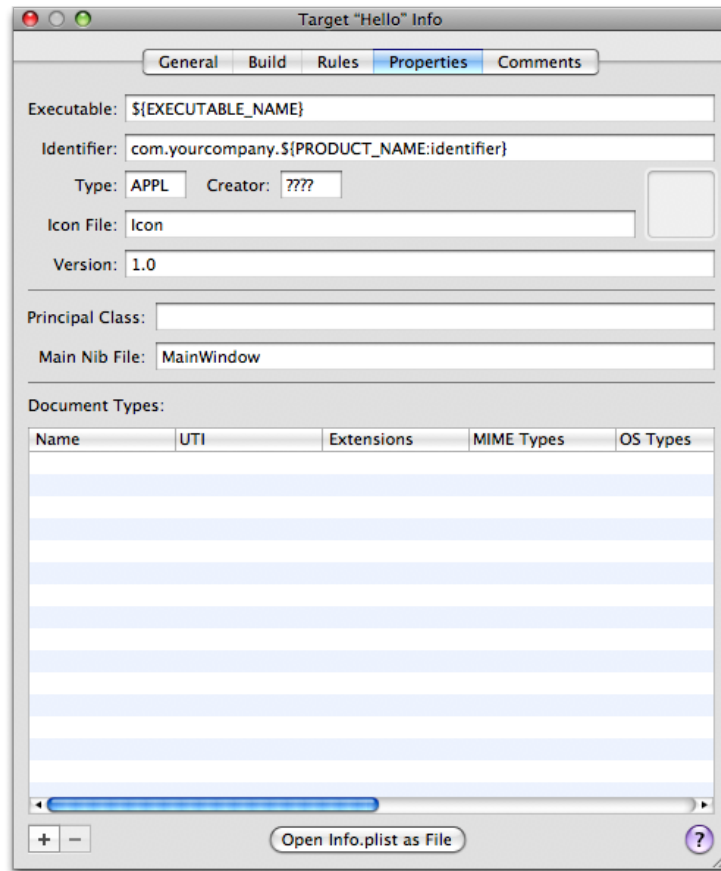 Target “Hello” Info
General Build Rules Properties Comments
Executable: ${EXECUTABLE_NAME}
Identifier: com.yourcompany.${PRODUCT_NAME:identifier}
Type: APPL Creator: ????
Icon File: Icon
Version: 1.0
Principal Class:
Main Nib File: MainWindow
Document Types:
Name UTI Extensions MIME Types OS Types
+ − Open Info.plist as File ?